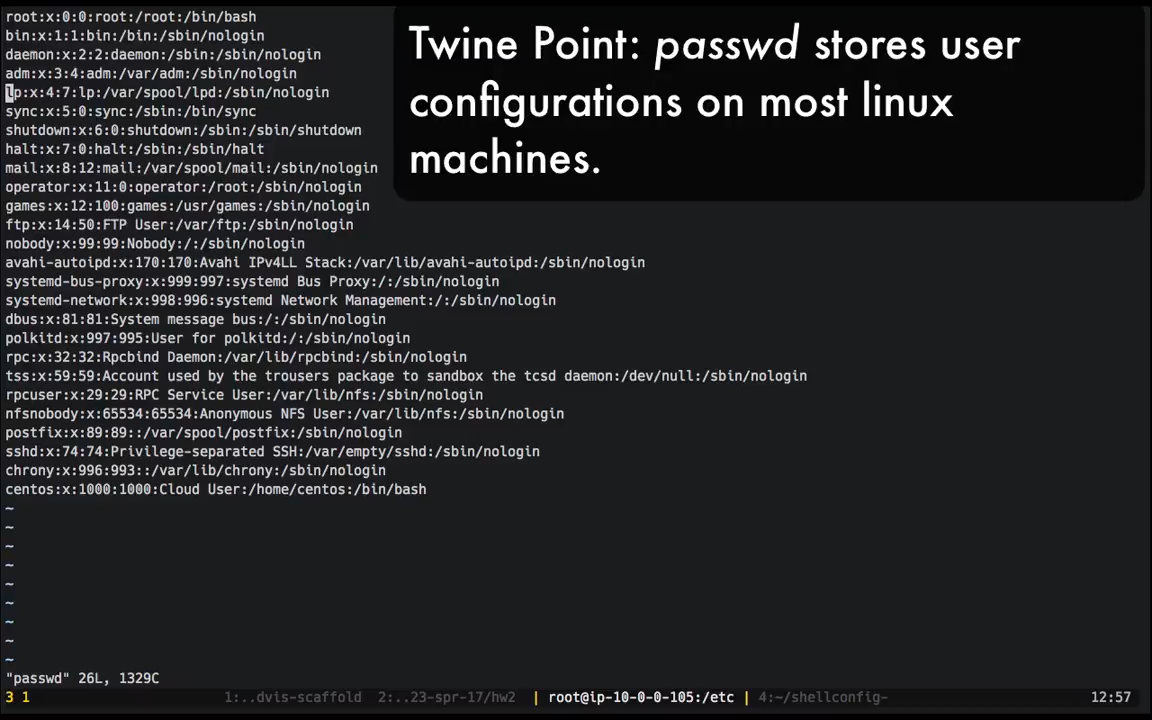 root:x:0:0:root:/root:/bin/bash
bin:x:1:1:bin:/bin:/sbin/nologin
daemon:x:2:2:daemon:/sbin:/sbin/nologin
adm:x:3:4:adm:/var/adm:/sbin/nologin
lp:x:4:7:lp:/var/spool/lpd:/sbin/nologin
sync:x:5:0:sync:/sbin:/bin/sync
shutdown:x:6:0:shutdown:/sbin:/sbin/shutdown
halt:x:7:0:halt:/sbin:/sbin/halt
mail:x:8:12:mail:/var/spool/mail:/sbin/nologin
operator:x:11:0:operator:/root:/sbin/nologin
games:x:12:100:games:/usr/games:/sbin/nologin
ftp:x:14:50:FTP User:/var/ftp:/sbin/nologin
nobody:x:99:99:Nobody:/:/sbin/nologin
avahi-autoipd:x:170:170:Avahi IPv4LL Stack:/var/lib/avahi-autoipd:/sbin/nologin
systemd-bus-proxy:x:999:997:systemd Bus Proxy:/:/sbin/nologin
systemd-network:x:998:996:systemd Network Management:/:/sbin/nologin
dbus:x:81:81:System message bus:/:/sbin/nologin
polkitd:x:997:995:User for polkitd:/:/sbin/nologin
rpc:x:32:32:Rpcbind Daemon:/var/lib/rpcbind:/sbin/nologin
tss:x:59:59:Account used by the trousers package to sandbox the tcsd daemon:/dev/null:/sbin/nologin
rpcuser:x:29:29:RPC Service User:/var/lib/nfs:/sbin/nologin
nfsnobody:x:65534:65534:Anonymous NFS User:/var/lib/nfs:/sbin/nologin
postfix:x:89:89::/var/spool/postfix:/sbin/nologin
sshd:x:74:74:Privilege-separated SSH:/var/empty/sshd:/sbin/nologin
chrony:x:996:993::/var/lib/chrony:/sbin/nologin
centos:x:1000:1000:Cloud User:/home/centos:/bin/bash
~
~
~
~
~
~
~
~
~
"passwd" 26L, 1329C
3 1 1:..dvis-scaffold 2:..23-spr-17/hw2 | root@ip-10-0-0-105:/etc | 4:~/shellconfig- 12:57
Twine Point: passwd stores user
configurations on most linux
machines.